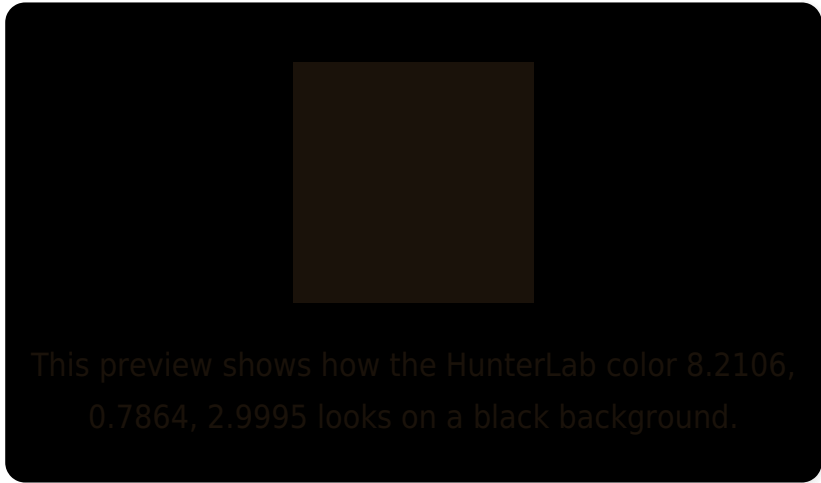 This preview shows how the HunterLab color 8.2106,
0.7864, 2.9995 looks on a black background.